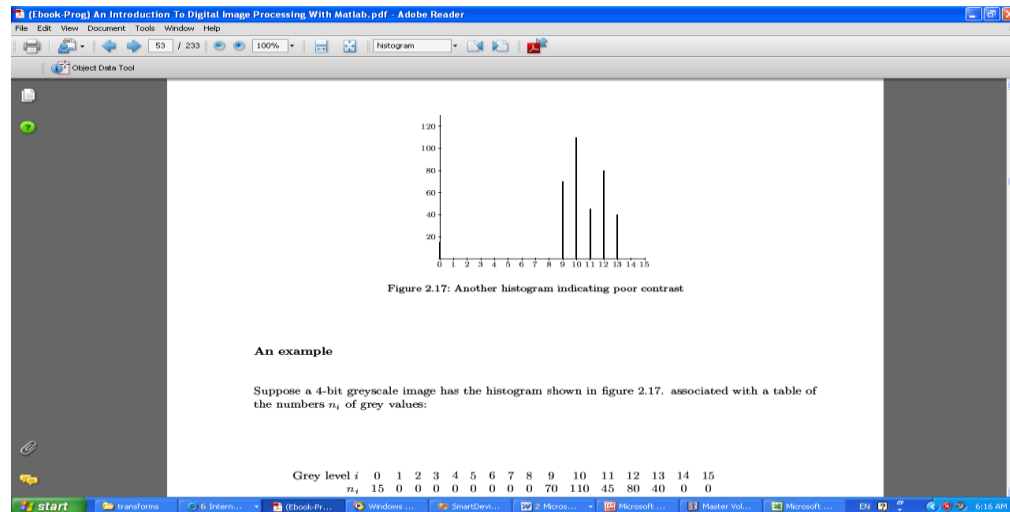 (Ebook-Prog) An Introduction To Digital Image Processing With Matlab.pdf - Adobe Reader
File Edit View Document Tools Window Help
53 / 233 100% histogram
Object Data Tool
120
100
80
60
40
20
0 1 2 3 4 5 6 7 8 9 10 11 12 13 14 15
Figure 2.17: Another histogram indicating poor contrast
An example
Suppose a 4-bit greyscale image has the histogram shown in figure 2.17. associated with a table of
the numbers nᵢ of grey values:
Grey level i 0 1 2 3 4 5 6 7 8 9 10 11 12 13 14 15
nᵢ 15 0 0 0 0 0 0 0 0 70 110 45 80 40 0 0
start transforms 6 Intern... (Ebook-Pr... Windows ... SmartDevi... 2 Micros... Microsoft ... Master Vol... Microsoft ... EN 6:16 AM